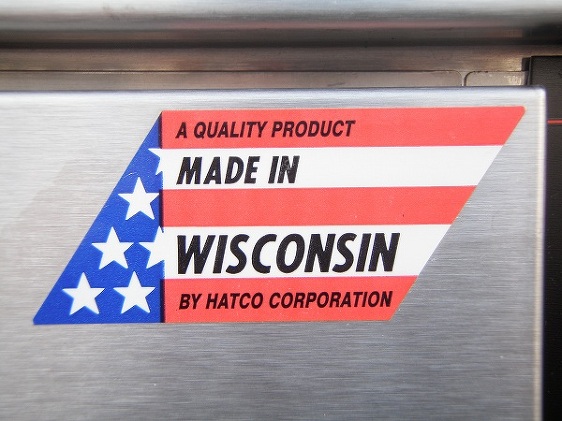 A QUALITY PRODUCT
MADE IN
WISCONSIN
BY HATCO CORPORATION